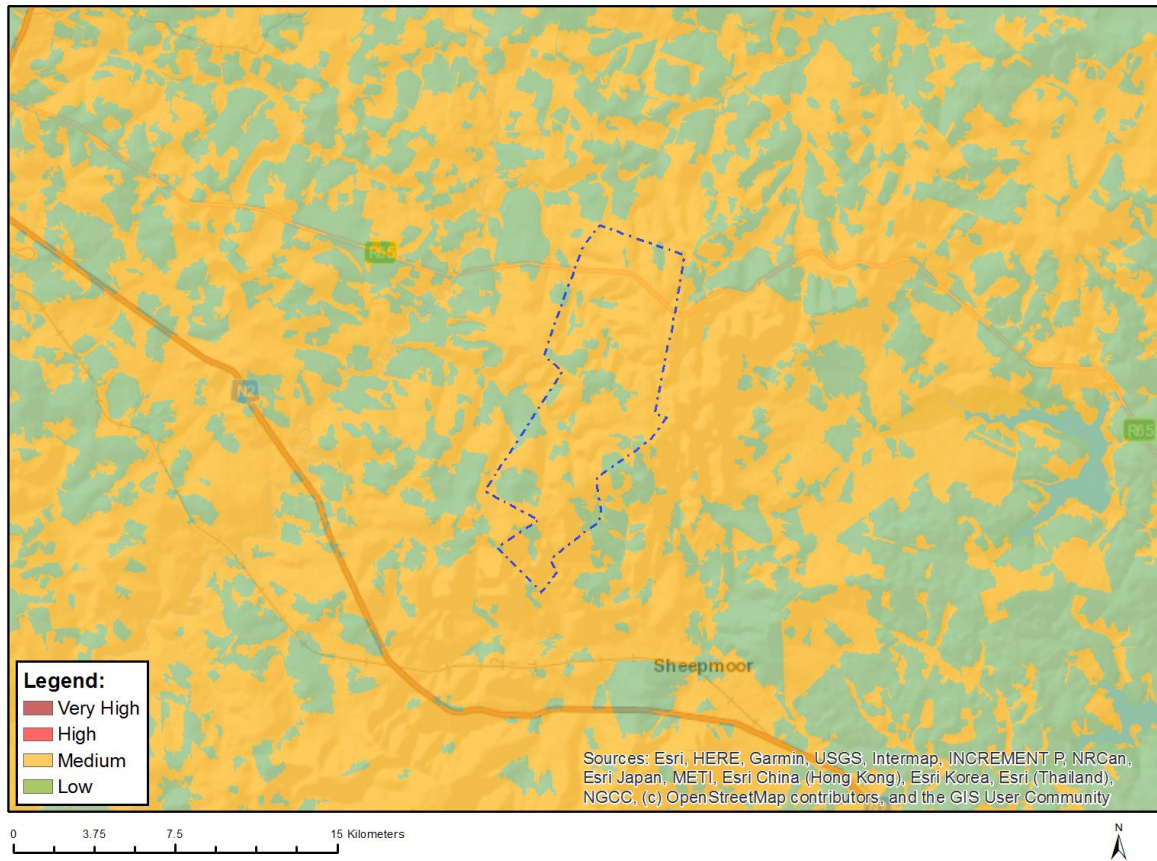 R65
N2
R65
Sheepmoor
Legend:
Very High
High
Medium
Low
Sources: Esri, HERE, Garmin, USGS, Intermap, INCREMENT P, NRCan,
Esri Japan, METI, Esri China (Hong Kong), Esri Korea, Esri (Thailand),
NGCC, (c) OpenStreetMap contributors, and the GIS User Community
0 3.75 7.5 15 Kilometers
N